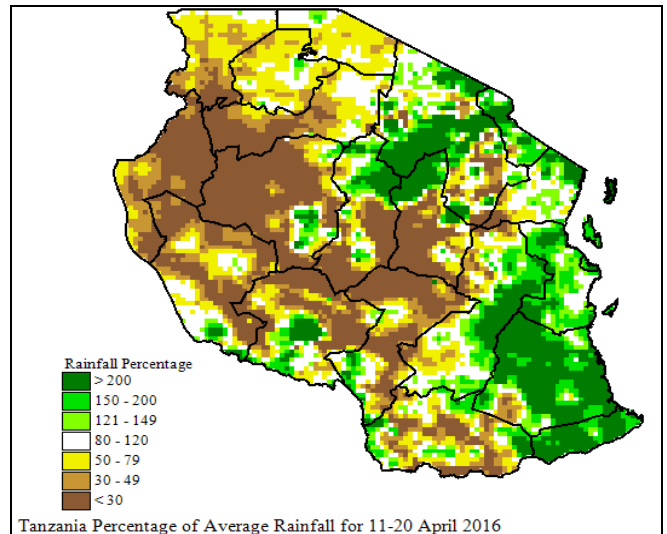 Rainfall Percentage
> 200
150 - 200
121 - 149
80 - 120
50 - 79
30 - 49
< 30
Tanzania Percentage of Average Rainfall for 11-20 April 2016